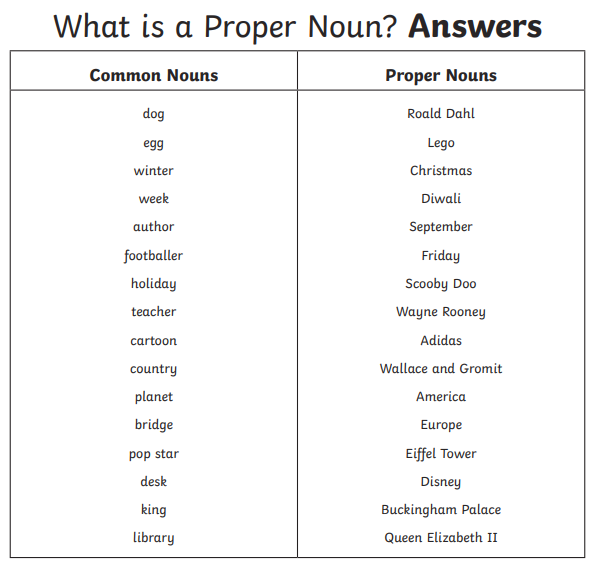 What is a Proper Noun? Answers
Common Nouns Proper Nouns
dog Roald Dahl
egg Lego
winter Christmas
week Diwali
author September
footballer Friday
holiday Scooby Doo
teacher Wayne Rooney
cartoon Adidas
country Wallace and Gromit
planet America
bridge Europe
pop star Eiffel Tower
desk Disney
king Buckingham Palace
library Queen Elizabeth II